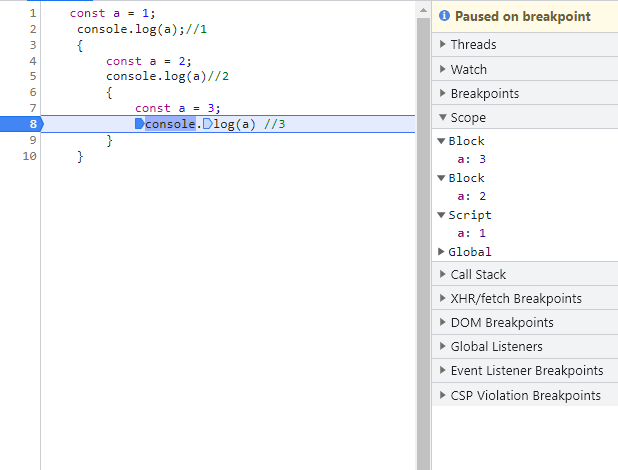 1 const a = 1;
2 console.log(a);//1
3 {
4 const a = 2;
5 console.log(a)//2
6 {
7 const a = 3;
8 console.log(a) //3
9 }
10 }
Paused on breakpoint
Threads
Watch
Breakpoints
Scope
Block
a: 3
Block
a: 2
Script
a: 1
Global
Call Stack
XHR/fetch Breakpoints
DOM Breakpoints
Global Listeners
Event Listener Breakpoints
CSP Violation Breakpoints